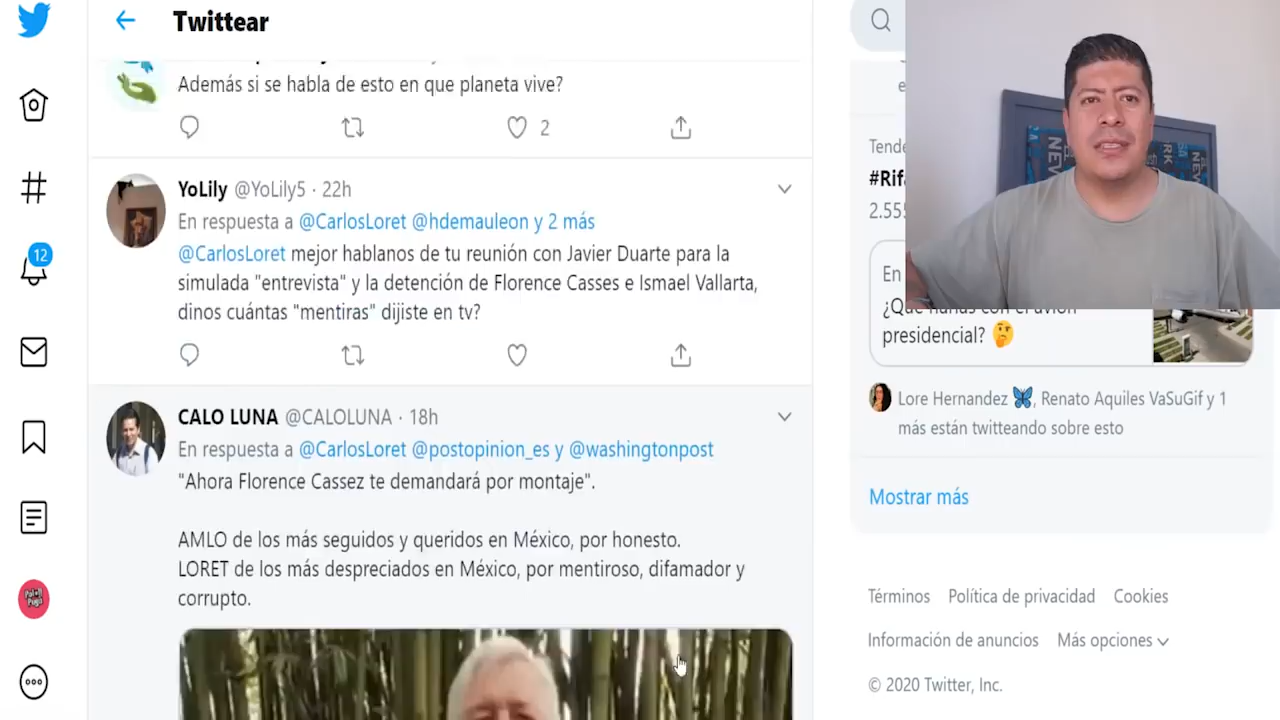 Twittear
Además si se habla de esto en que planeta vive?
2
YoLily @YoLily5 · 22h
En respuesta a @CarlosLoret @hdemauleon y 2 más
@CarlosLoret mejor hablanos de tu reunión con Javier Duarte para la
simulada "entrevista" y la detención de Florence Casses e Ismael Vallarta,
dinos cuántas "mentiras" dijiste en tv?
12
CALO LUNA @CALOLUNA · 18h
En respuesta a @CarlosLoret @postopinion_es y @washingtonpost
"Ahora Florence Cassez te demandará por montaje".
AMLO de los más seguidos y queridos en México, por honesto.
LORET de los más despreciados en México, por mentiroso, difamador y
corrupto.
Tende
#Rifa
2.555
En
¿Qué harías con el avión
presidencial? 🤔
Lore Hernandez 🦋, Renato Aquiles VaSuGif y 1
más están twitteando sobre esto
Mostrar más
Términos Política de privacidad Cookies
Información de anuncios Más opciones
© 2020 Twitter, Inc.